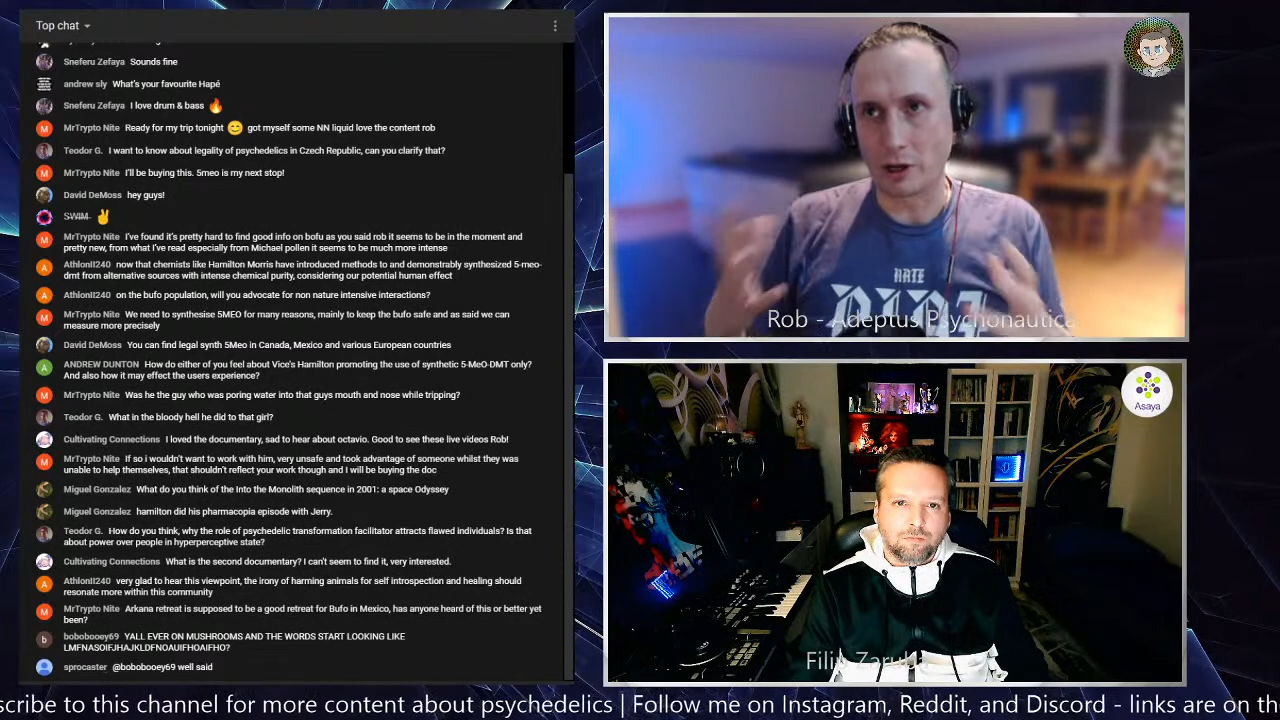 Top chat
Sneferu Zefaya Sounds fine
andrew sly What's your favourite Hapé
Sneferu Zefaya I love drum & bass 🔥
MrTrypto Nite Ready for my trip tonight 😊 got myself some NN liquid love the content rob
Teodor G. I want to know about legality of psychedelics in Czech Republic, can you clarify that?
MrTrypto Nite I'll be buying this. 5meo is my next stop!
David DeMoss hey guys!
SWIM ✌
MrTrypto Nite I've found it's pretty hard to find good info on bofu as you said rob it seems to be in the moment and
pretty new, from what I've read especially from Michael pollen it seems to be much more intense
AthlonII240 now that chemists like Hamilton Morris have introduced methods to and demonstrably synthesized 5-meo-
dmt from alternative sources with intense chemical purity, considering our potential human effect
AthlonII240 on the bufo population, will you advocate for non nature intensive interactions?
MrTrypto Nite We need to synthesise 5MEO for many reasons, mainly to keep the bufo safe and as said we can
measure more precisely
David DeMoss You can find legal synth 5Meo in Canada, Mexico and various European countries
ANDREW DUNTON How do either of you feel about Vice's Hamilton promoting the use of synthetic 5-MeO-DMT only?
And also how it may effect the users experience?
MrTrypto Nite Was he the guy who were poring water into that guys mouth and nose while tripping?
Teodor G. What in the bloody hell he did to that girl?
Cultivating Connections I loved the documentary, sad to hear about octavio. Good to see these live videos Rob!
MrTrypto Nite If so i wouldn't want to work with him, very unsafe and took advantage of someone whilst they was
unable to help themselves, that shouldn't reflect your work though and I will be buying the doc
Miguel Gonzalez What do you think of the Into the Monolith sequence in 2001: a space Odyssey
Miguel Gonzalez hamilton did his pharmacopia episode with Jerry.
Teodor G. How do you think, why the role of psychedelic transformation facilitator attracts flawed individuals? Is that
about power over people in hyperperceptive state?
Cultivating Connections What is the second documentary? I can't seem to find it, very interested.
AthlonII240 very glad to hear this viewpoint, the irony of harming animals for self introspection and healing should
resonate more within this community
MrTrypto Nite Arkana retreat is supposed to be a good retreat for Bufo in Mexico, has anyone heard of this or better yet
been?
bobobooey69 YALL EVER ON MUSHROOMS AND THE WORDS START LOOKING LIKE
LMFNASOIFJHAJKLDFNOAUIFHOAIFHO?
sprocaster @bobobooey69 well said
HATE
Rob - Adeptus Psychonautica
Asaya
Filip Zaruba
scribe to this channel for more content about psychedelics | Follow me on Instagram, Reddit, and Discord - links are on th